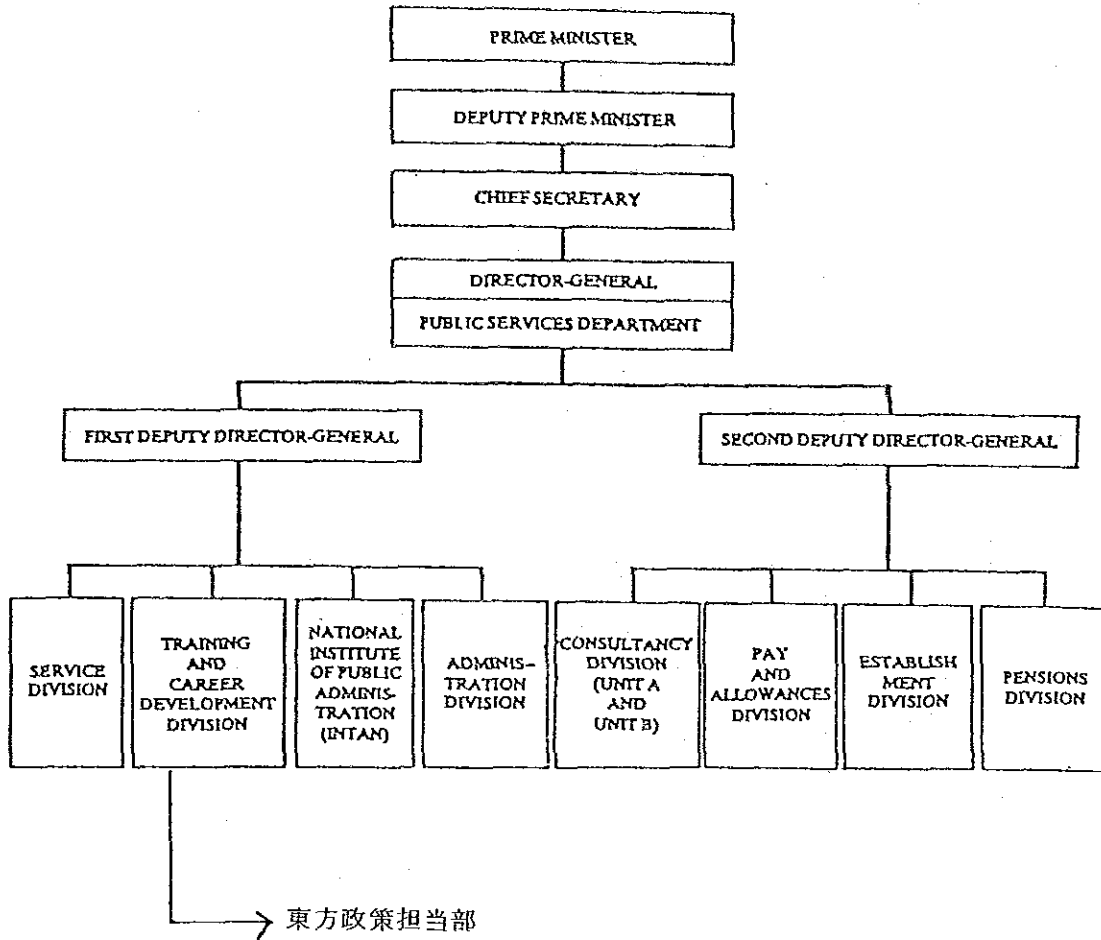 PRIME MINISTER
DEPUTY PRIME MINISTER
CHIEF SECRETARY
DIRECTOR-GENERAL
PUBLIC SERVICES DEPARTMENT
FIRST DEPUTY DIRECTOR-GENERAL
SECOND DEPUTY DIRECTOR-GENERAL
SERVICE
DIVISION
TRAINING
AND
CAREER
DEVELOPMENT
DIVISION
NATIONAL
INSTITUTE
OF PUBLIC
ADMINIS-
TRATION
(INTAN)
ADMINIS-
TRATION
DIVISION
CONSULTANCY
DIVISION
(UNIT A
AND
UNIT B)
PAY
AND
ALLOWANCES
DIVISION
ESTABLISH
MENT
DIVISION
PENSIONS
DIVISION
東方政策担当部